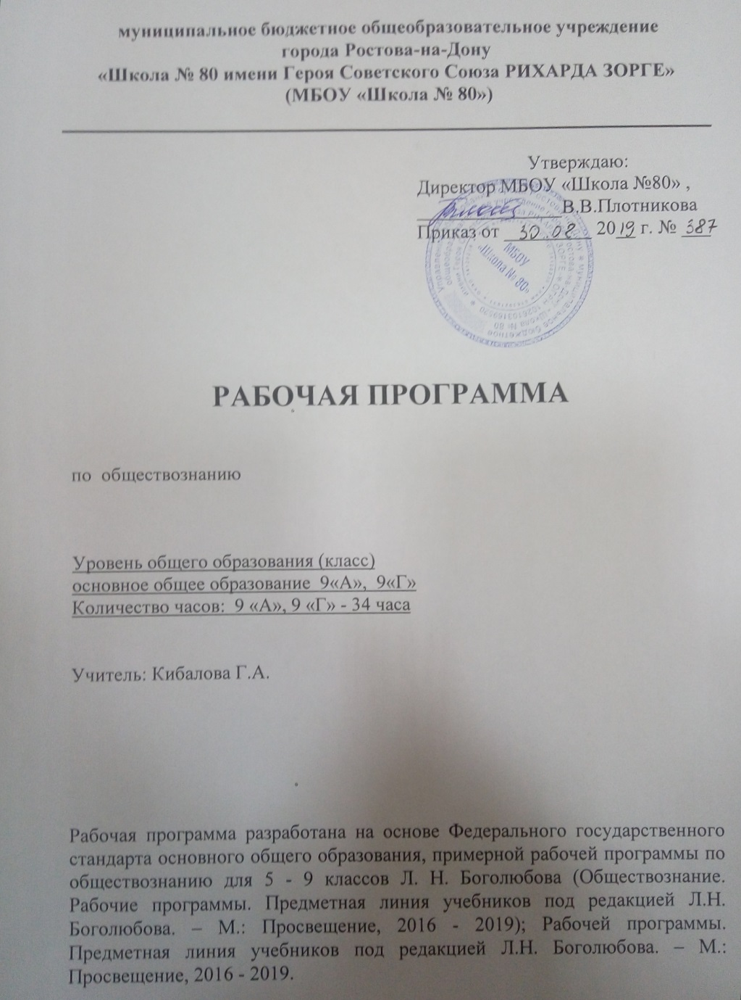 муниципальное бюджетное общеобразовательное учреждение
города Ростова-на-Дону
«Школа № 80 имени Героя Советского Союза РИХАРДА ЗОРГЕ»
(МБОУ «Школа № 80»)
Утверждаю:
Директор МБОУ «Школа №80» ,
В.В.Плотникова
Приказ от 30.08 2019 г. № 387
МБОУ
«Школа № 80»
РАБОЧАЯ ПРОГРАММА
по обществознанию
Уровень общего образования (класс)
основное общее образование 9«А», 9«Г»
Количество часов: 9 «А», 9 «Г» - 34 часа
Учитель: Кибалова Г.А.
Рабочая программа разработана на основе Федерального государственного
стандарта основного общего образования, примерной рабочей программы по
обществознанию для 5 - 9 классов Л. Н. Боголюбова (Обществознание.
Рабочие программы. Предметная линия учебников под редакцией Л.Н.
Боголюбова. – М.: Просвещение, 2016 - 2019); Рабочей программы.
Предметная линия учебников под редакцией Л.Н. Боголюбова. – М.:
Просвещение, 2016 - 2019.